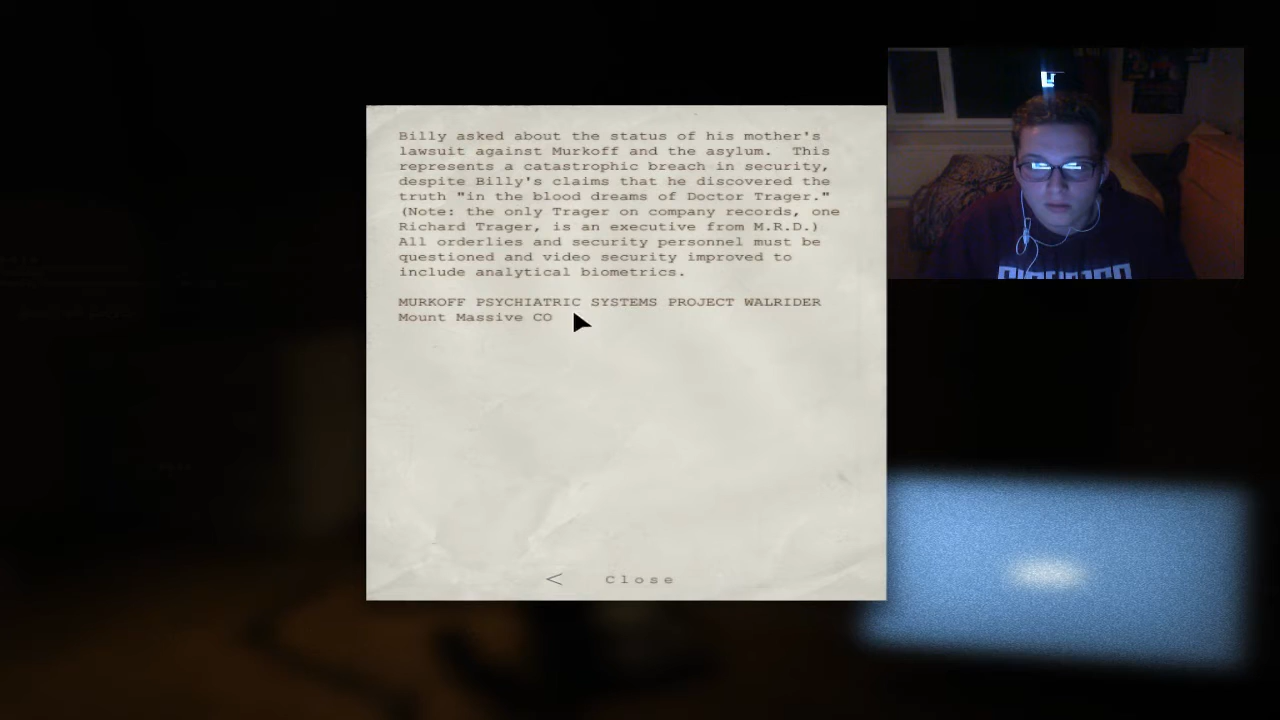 Billy asked about the status of his mother's
lawsuit against Murkoff and the asylum.  This
represents a catastrophic breach in security,
despite Billy's claims that he discovered the
truth "in the blood dreams of Doctor Trager."
(Note: the only Trager on company records, one
Richard Trager, is an executive from M.R.D.)
All orderlies and security personnel must be
questioned and video security improved to
include analytical biometrics.
MURKOFF PSYCHIATRIC SYSTEMS PROJECT WALRIDER
Mount Massive CO
< Close